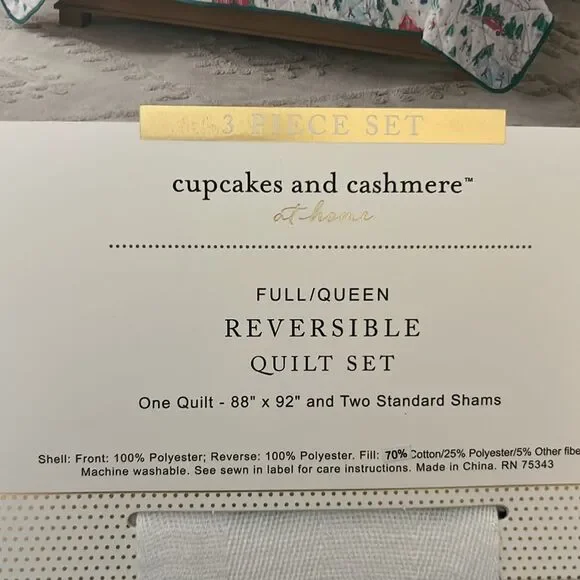 3 PIECE SET
cupcakes and cashmere™
at home
FULL/QUEEN
REVERSIBLE
QUILT SET
One Quilt - 88" x 92" and Two Standard Shams
Shell: Front: 100% Polyester; Reverse: 100% Polyester. Fill: 70% Cotton/25% Polyester/5% Other fibe
Machine washable. See sewn in label for care instructions. Made in China. RN 75343